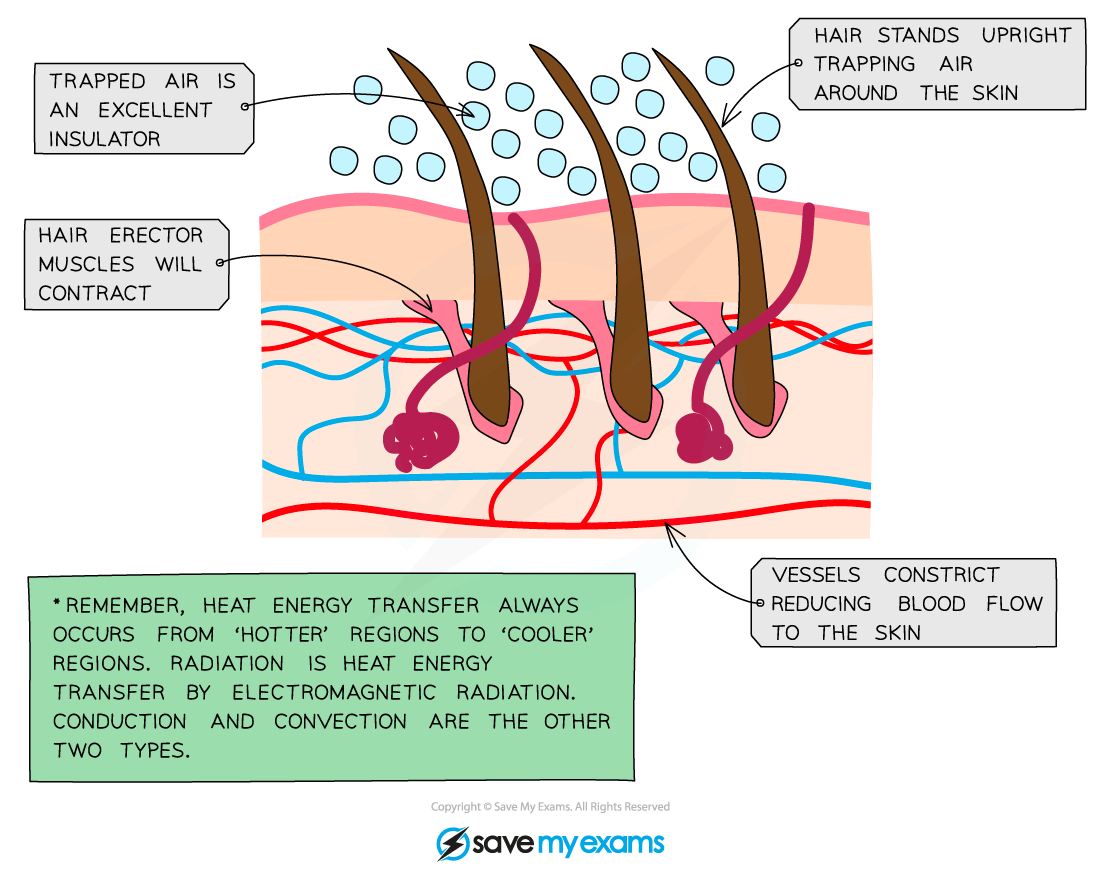 HAIR STANDS UPRIGHT
TRAPPING AIR
AROUND THE SKIN
TRAPPED AIR IS
AN EXCELLENT
INSULATOR
HAIR ERECTOR
MUSCLES WILL
CONTRACT
VESSELS CONSTRICT
REDUCING BLOOD FLOW
TO THE SKIN
* REMEMBER, HEAT ENERGY TRANSFER ALWAYS
OCCURS FROM ‘HOTTER’ REGIONS TO ‘COOLER’
REGIONS. RADIATION IS HEAT ENERGY
TRANSFER BY ELECTROMAGNETIC RADIATION.
CONDUCTION AND CONVECTION ARE THE OTHER
TWO TYPES.
Copyright © Save My Exams. All Rights Reserved
savemyexams